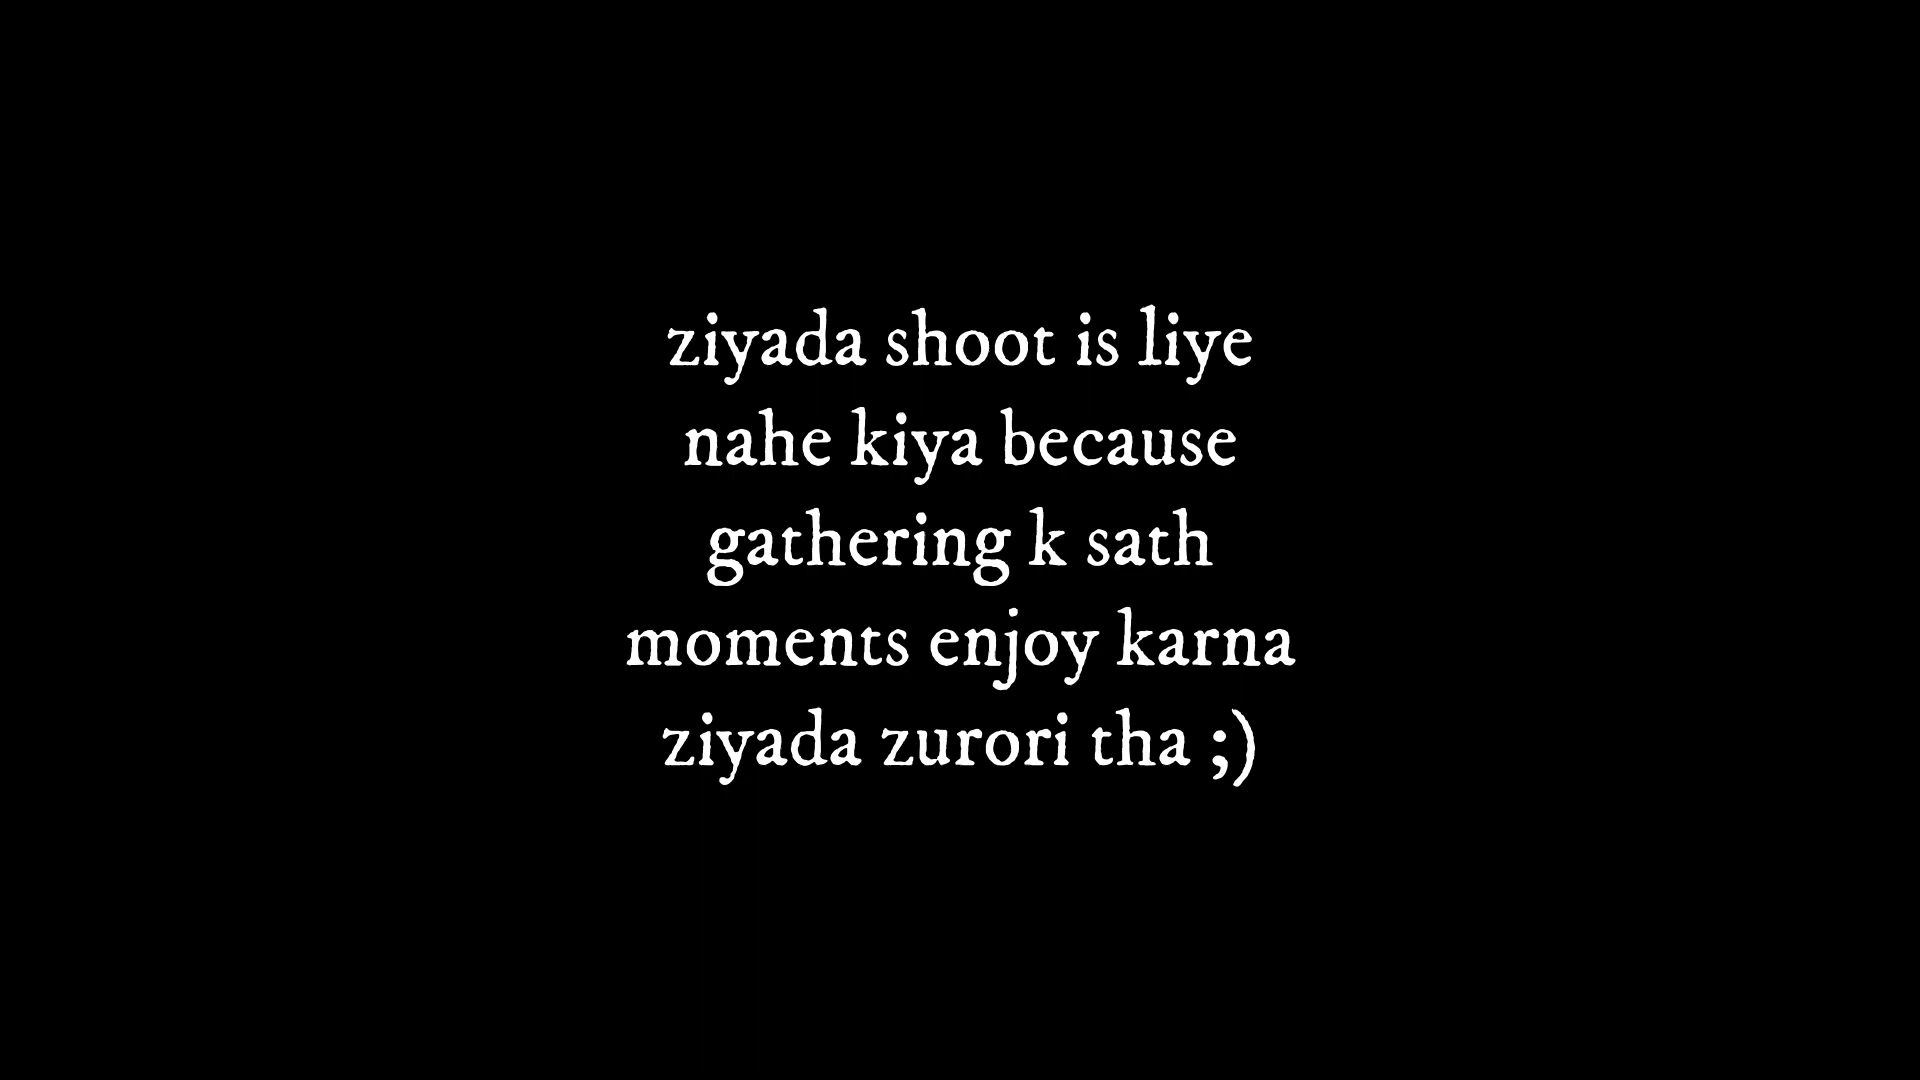 ziyada shoot is liye
nahe kiya because
gathering k sath
moments enjoy karna
ziyada zurori tha ;)